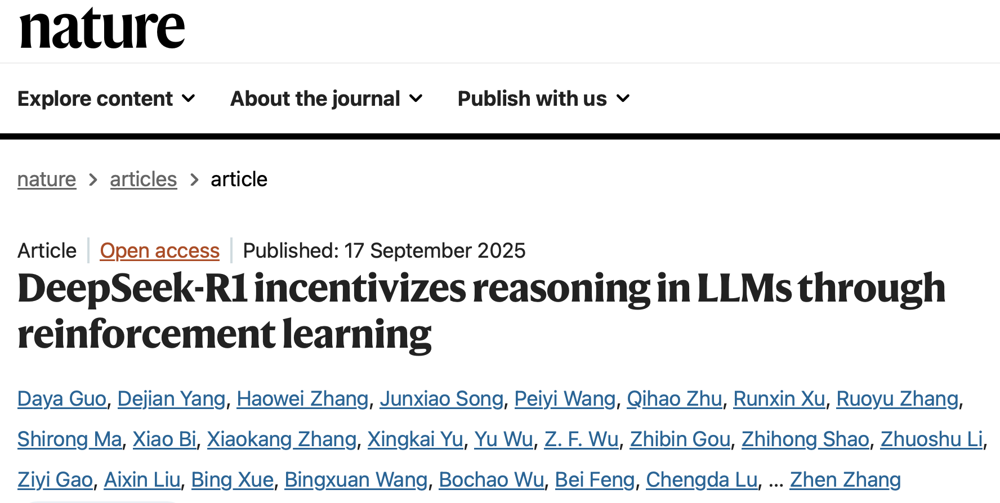 nature
Explore content About the journal Publish with us
nature > articles > article
Article Open access Published: 17 September 2025
DeepSeek-R1 incentivizes reasoning in LLMs through
reinforcement learning
Daya Guo, Dejian Yang, Haowei Zhang, Junxiao Song, Peiyi Wang, Qihao Zhu, Runxin Xu, Ruoyu Zhang,
Shirong Ma, Xiao Bi, Xiaokang Zhang, Xingkai Yu, Yu Wu, Z. F. Wu, Zhibin Gou, Zhihong Shao, Zhuoshu Li,
Ziyi Gao, Aixin Liu, Bing Xue, Bingxuan Wang, Bochao Wu, Bei Feng, Chengda Lu, … Zhen Zhang